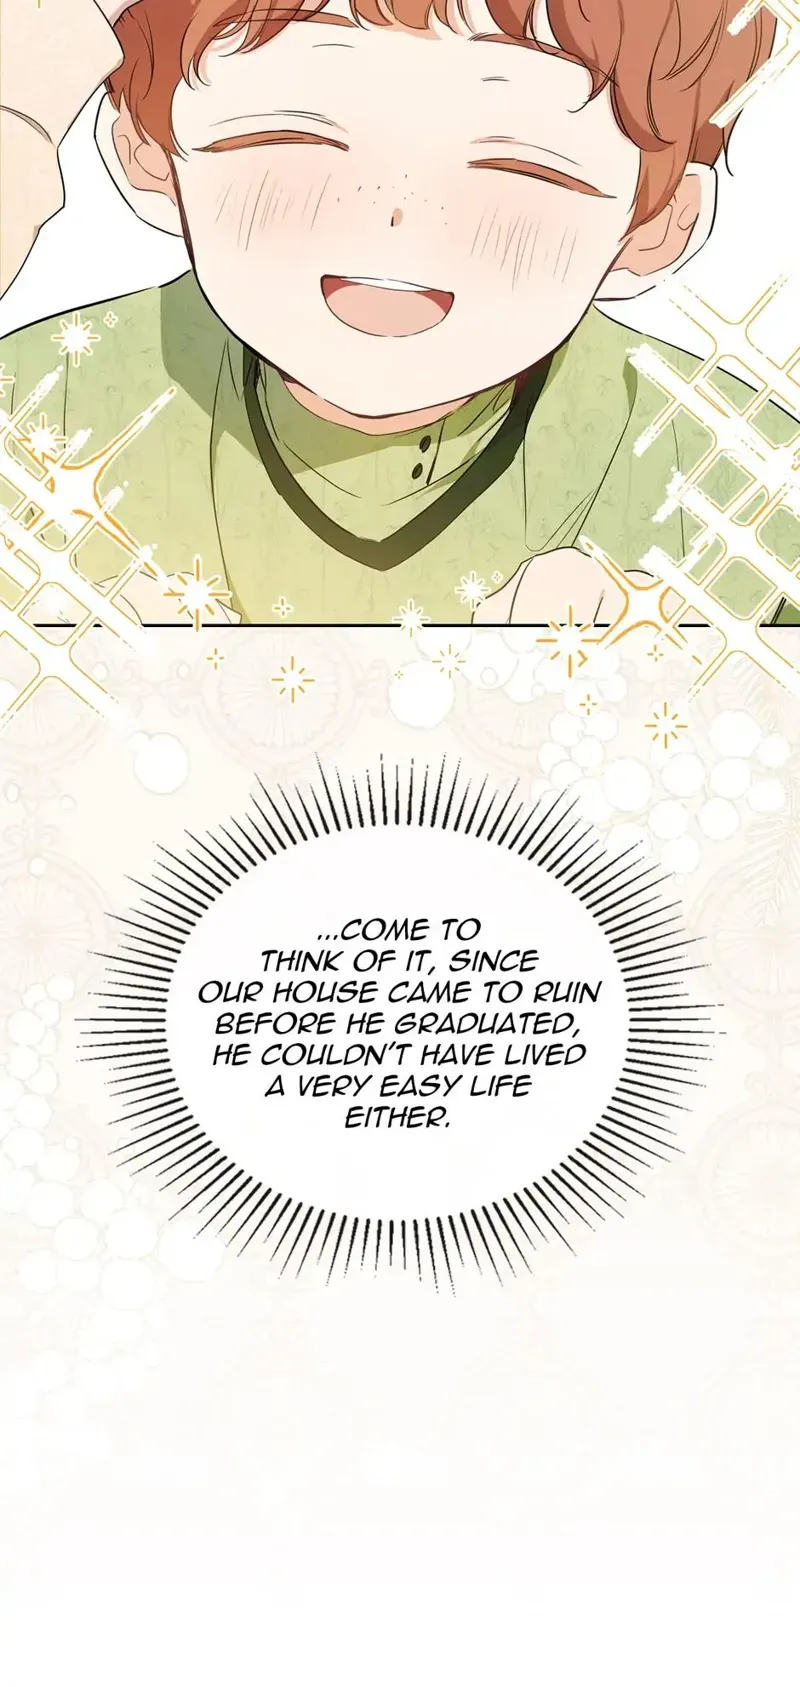 ...COME TO
THINK OF IT, SINCE
OUR HOUSE CAME TO RUIN
BEFORE HE GRADUATED,
HE COULDN'T HAVE LIVED
A VERY EASY LIFE
EITHER.